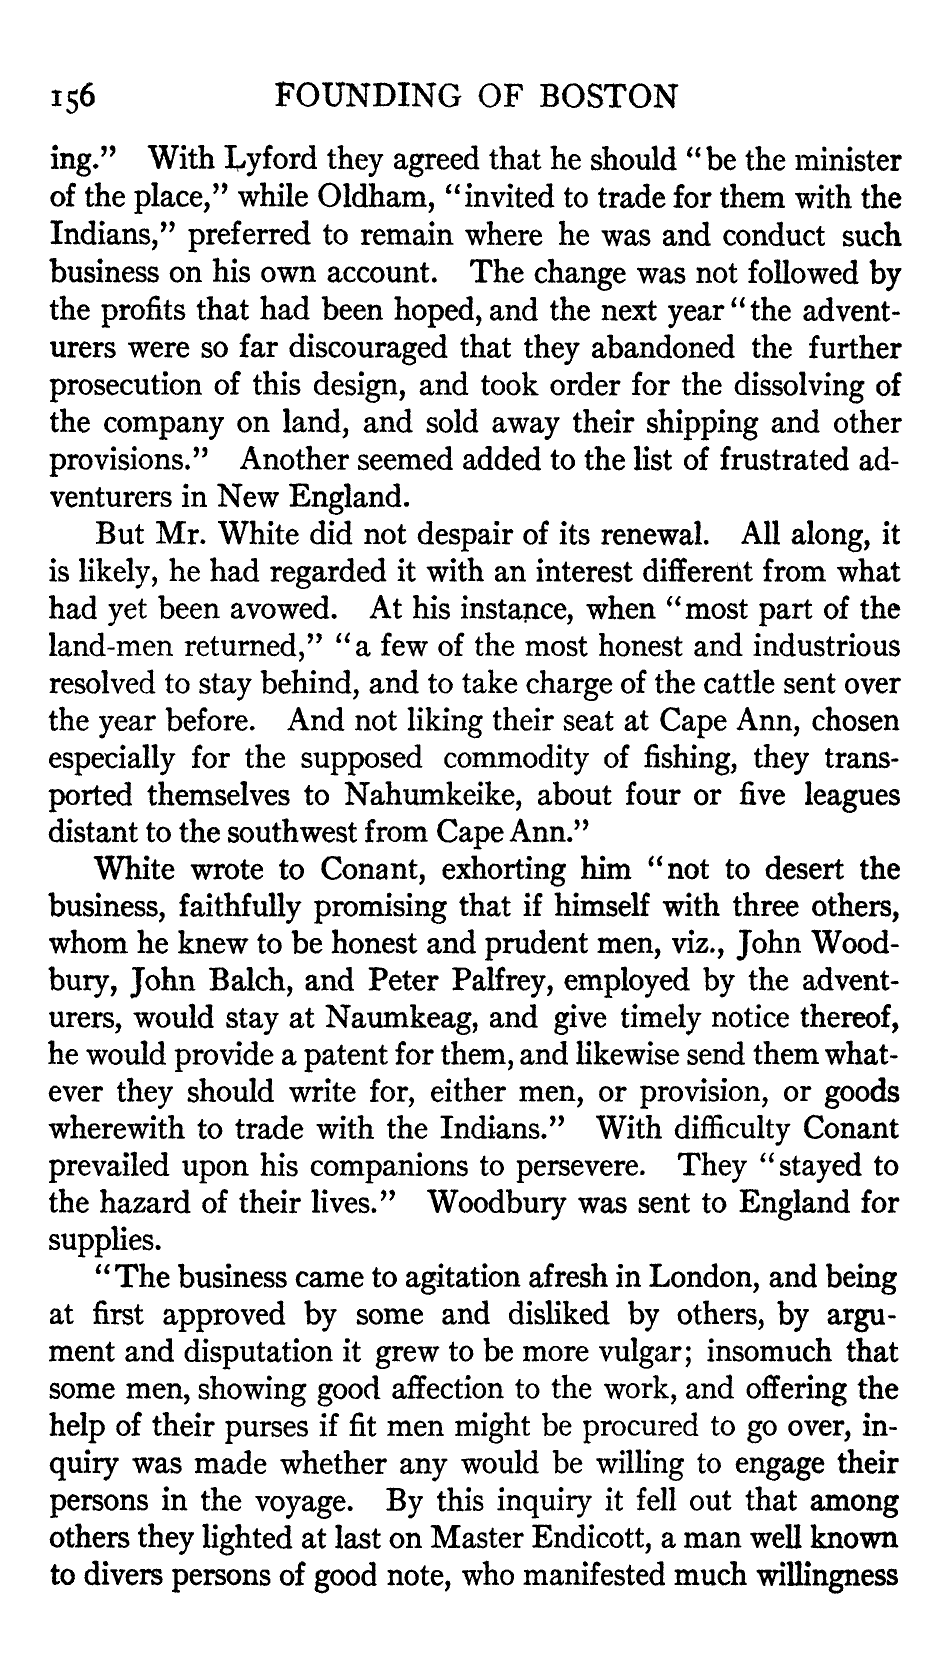 156 FOUNDING OF BOSTON
ing." With Lyford they agreed that he should "be the minister
of the place," while Oldham, "invited to trade for them with the
Indians," preferred to remain where he was and conduct such
business on his own account. The change was not followed by
the profits that had been hoped, and the next year "the advent-
urers were so far discouraged that they abandoned the further
prosecution of this design, and took order for the dissolving of
the company on land, and sold away their shipping and other
provisions." Another seemed added to the list of frustrated ad-
venturers in New England.
But Mr. White did not despair of its renewal. All along, it
is likely, he had regarded it with an interest different from what
had yet been avowed. At his instance, when "most part of the
land-men returned," "a few of the most honest and industrious
resolved to stay behind, and to take charge of the cattle sent over
the year before. And not liking their seat at Cape Ann, chosen
especially for the supposed commodity of fishing, they trans-
ported themselves to Nahumkeike, about four or five leagues
distant to the southwest from Cape Ann."
White wrote to Conant, exhorting him "not to desert the
business, faithfully promising that if himself with three others,
whom he knew to be honest and prudent men, viz., John Wood-
bury, John Balch, and Peter Palfrey, employed by the advent-
urers, would stay at Naumkeag, and give timely notice thereof,
he would provide a patent for them, and likewise send them what-
ever they should write for, either men, or provision, or goods
wherewith to trade with the Indians." With difficulty Conant
prevailed upon his companions to persevere. They "stayed to
the hazard of their lives." Woodbury was sent to England for
supplies.
"The business came to agitation afresh in London, and being
at first approved by some and disliked by others, by argu-
ment and disputation it grew to be more vulgar; insomuch that
some men, showing good affection to the work, and offering the
help of their purses if fit men might be procured to go over, in-
quiry was made whether any would be willing to engage their
persons in the voyage. By this inquiry it fell out that among
others they lighted at last on Master Endicott, a man well known
to divers persons of good note, who manifested much willingness